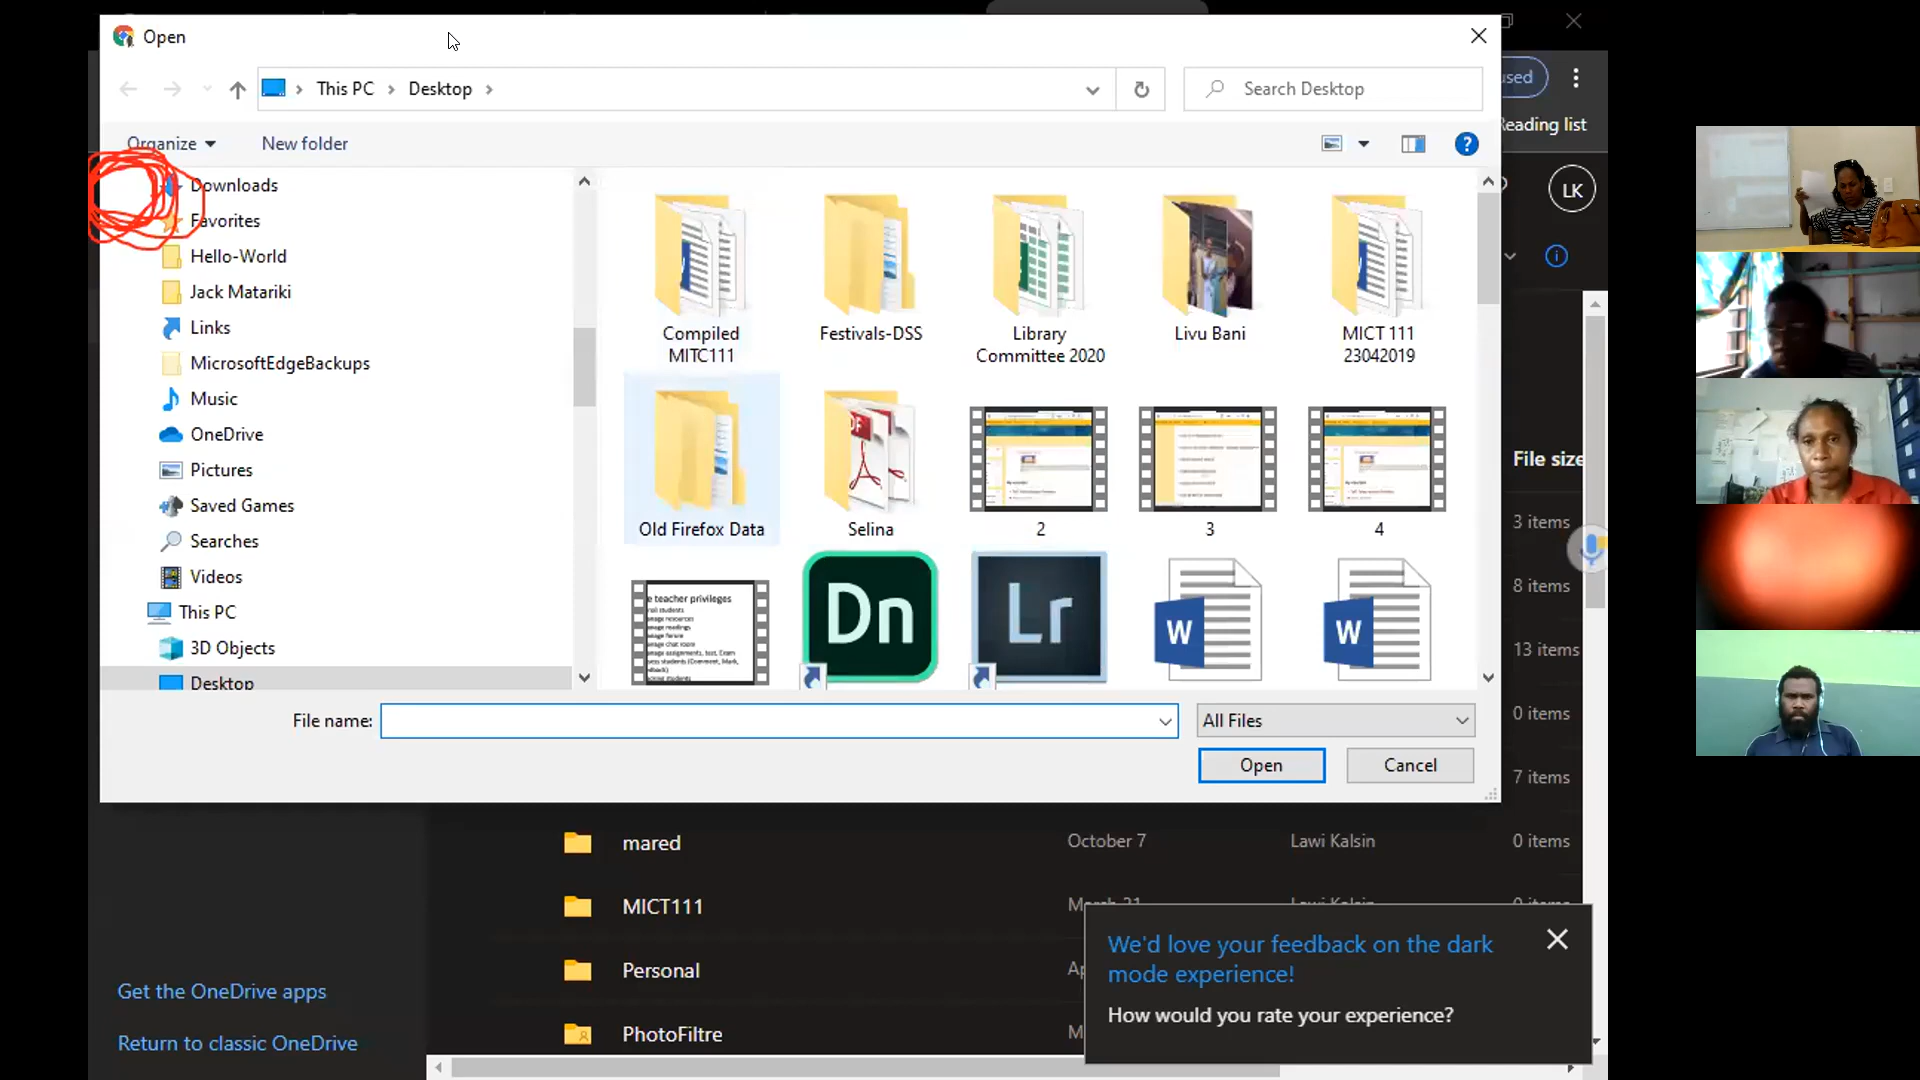 Open
This PC
Desktop
Search Desktop
Organize
New folder
Reading list
LK
Downloads
Favorites
Hello-World
Jack Matariki
Links
MicrosoftEdgeBackups
Music
OneDrive
Pictures
Saved Games
Searches
Videos
This PC
3D Objects
Desktop
Compiled
MITC111
Festivals-DSS
Library
Committee 2020
Livu Bani
MICT 111
23042019
Old Firefox Data
Selina
2
3
4
e teacher privileges
Dn
Lr
W
W
File size
3 items
8 items
13 items
0 items
7 items
File name:
All Files
Open
Cancel
mared
October 7
Lawi Kalsin
0 items
MICT111
Personal
PhotoFiltre
Get the OneDrive apps
Return to classic OneDrive
We'd love your feedback on the dark
mode experience!
How would you rate your experience?